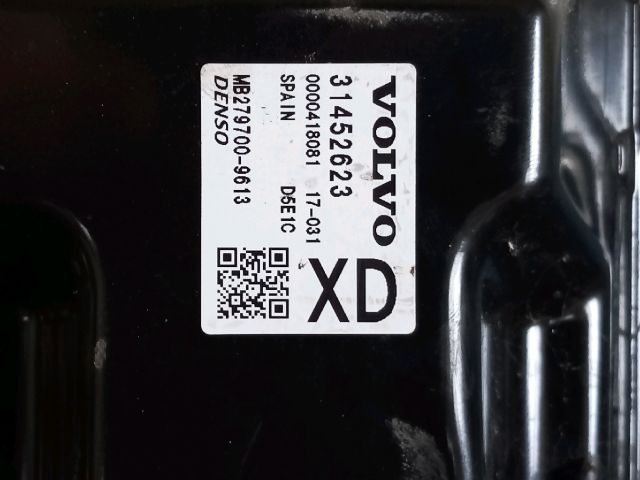 VOLVO
31452623
0000418081 17-031
SPAIN D5E1C
XD
MB279700-9613
DENSO